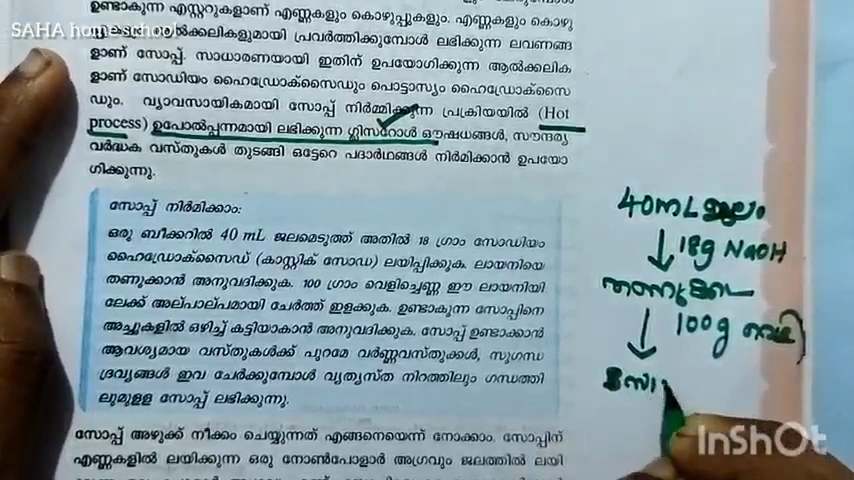 SAHA home school
ഉണ്ടാകുന്ന എസ്റ്ററുകളാണ് എണ്ണകളും കൊഴുപ്പുകളും. എണ്ണകളും കൊഴു
ആൽക്കലികളുമായി പ്രവർത്തിക്കുമ്പോൾ ലഭിക്കുന്ന ലവണങ്ങ
ളാണ് സോപ്പ്. സാധാരണയായി ഇതിന് ഉപയോഗിക്കുന്ന ആൽക്കലിക
ളാണ് സോഡിയം ഹൈഡ്രോക്സൈഡും പൊട്ടാസ്യം ഹൈഡ്രോക്സൈ
ഡും. വ്യാവസായികമായി സോപ്പ് നിർമ്മിക്കുന്ന പ്രക്രിയയിൽ (Hot
process) ഉപോൽപ്പന്നമായി ലഭിക്കുന്ന ഗ്ലിസറോൾ ഔഷധങ്ങൾ, സൗന്ദര്യ
വർദ്ധക വസ്തുകൾ തുടങ്ങി ഒട്ടേറെ പദാർഥങ്ങൾ നിർമിക്കാൻ ഉപയോ
ഗിക്കുന്നു.
സോപ്പ് നിർമിക്കാം:
ഒരു ബീക്കറിൽ 40 mL ജലമെടുത്ത് അതിൽ 18 ഗ്രാം സോഡിയം
ഹൈഡ്രോക്സൈഡ് (കാസ്റ്റിക് സോഡ) ലയിപ്പിക്കുക. ലായനിയെ
തണുക്കാൻ അനുവദിക്കുക. 100 ഗ്രാം വെളിച്ചെണ്ണ ഈ ലായനിയി
ലേക്ക് അല്പാല്പമായി ചേർത്ത് ഇളക്കുക. ഉണ്ടാകുന്ന സോപ്പിനെ
അച്ചുകളിൽ ഒഴിച്ച് കട്ടിയാകാൻ അനുവദിക്കുക. സോപ്പ് ഉണ്ടാക്കാൻ
ആവശ്യമായ വസ്തുകൾക്ക് പുറമേ വർണ്ണവസ്തുക്കൾ, സുഗന്ധ
ദ്രവ്യങ്ങൾ ഇവ ചേർക്കുമ്പോൾ വ്യത്യസ്ത നിറത്തിലും ഗന്ധത്തി
ലുമുളള സോപ്പ് ലഭിക്കുന്നു.
സോപ്പ് അഴുക്ക് നീക്കം ചെയ്യുന്നത് എങ്ങനെയെന്ന് നോക്കാം. സോപ്പിന്
എണ്ണകളിൽ ലയിക്കുന്ന ഒരു നോൺപോളാർ അഗ്രവും ജലത്തിൽ ലയി
40mL ജലം
18g NaOH
100g വെളി
സോ
InShOt